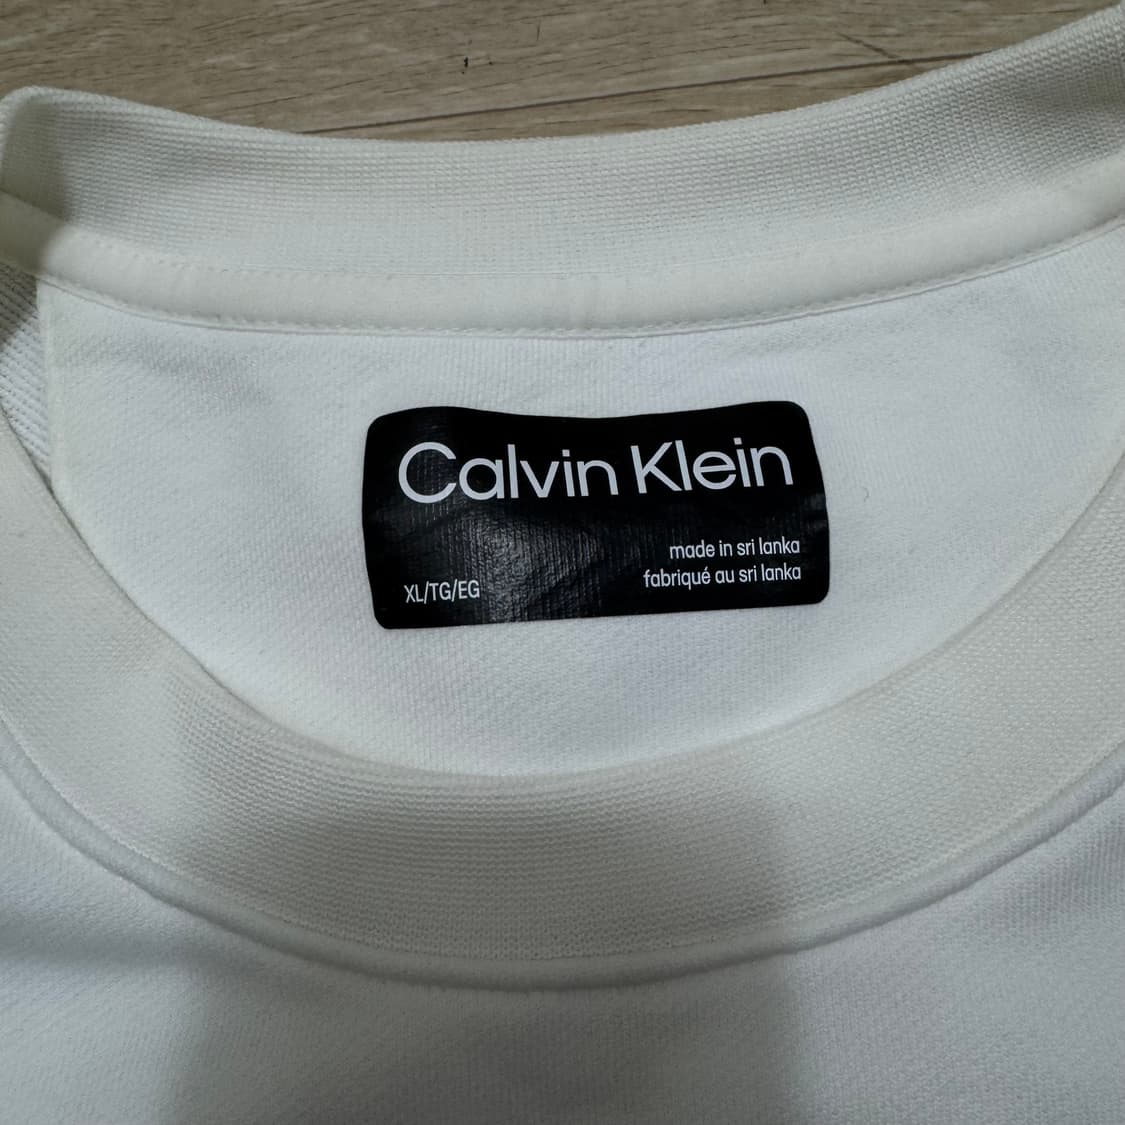 Calvin Klein
made in sri lanka
fabriqué au sri lanka
XL/TG/EG